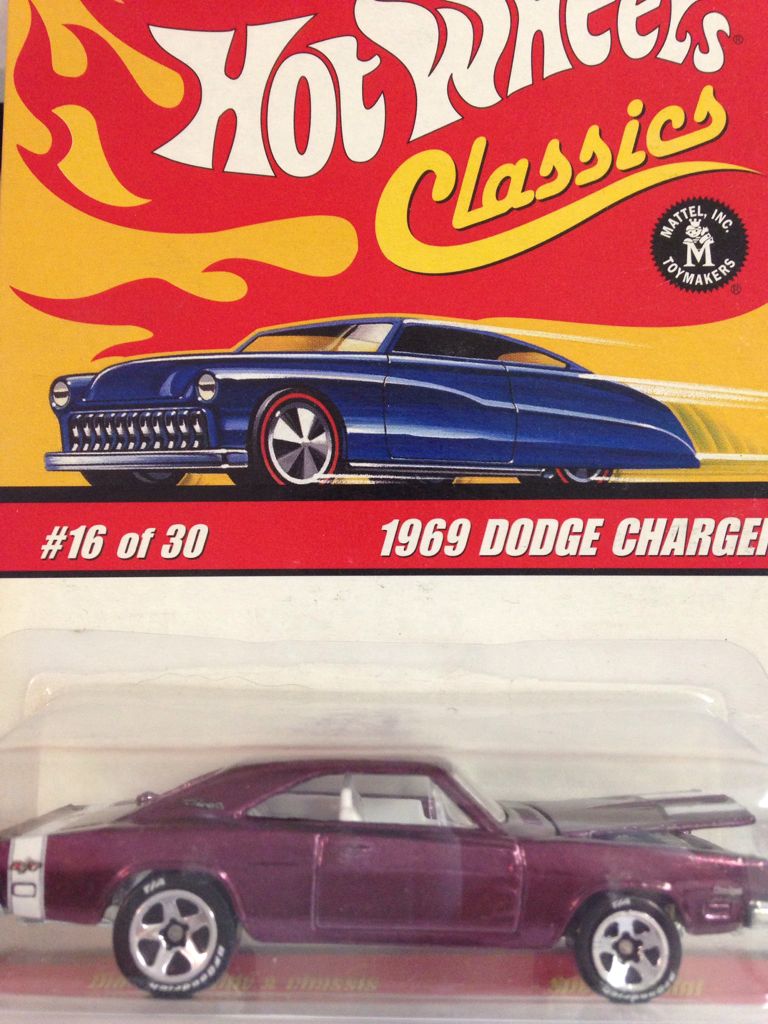 Hot Wheels®
Classics
MATTEL, INC.
M
TOYMAKERS
®
#16 of 30
1969 DODGE CHARGER
T/A
T/A